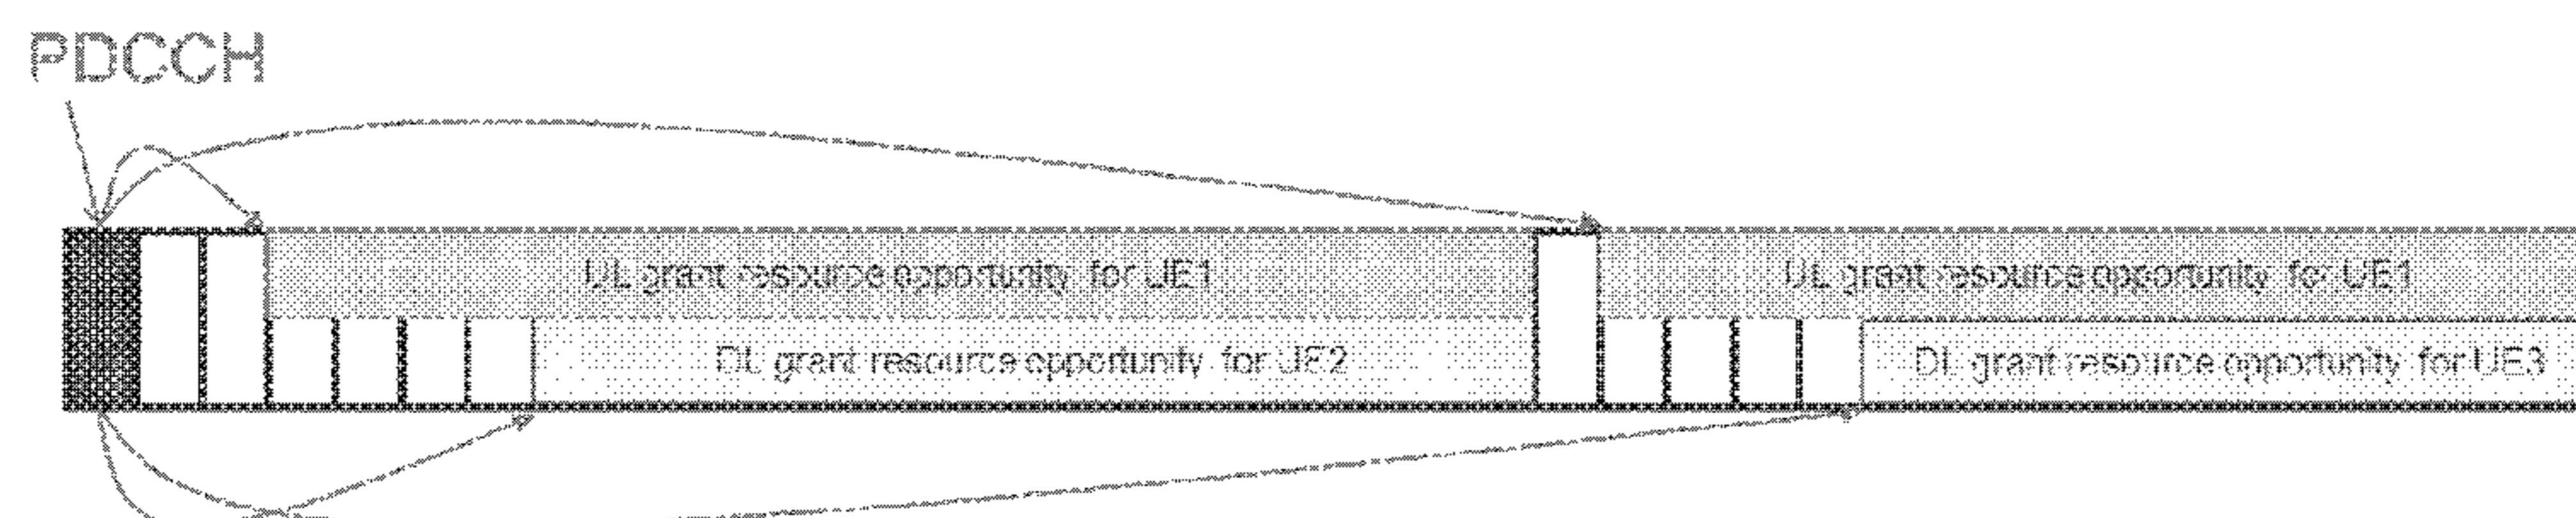 PDCCH
DL grant resource opportunity for UE1
DL grant resource opportunity for UE1
DL grant resource opportunity for UE2
DL grant resource opportunity for UE3